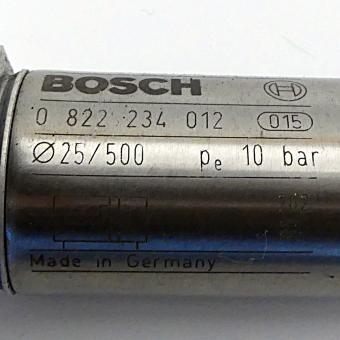 BOSCH
0 822 234 012 015
Ø25/500 pe 10 bar
Made in Germany